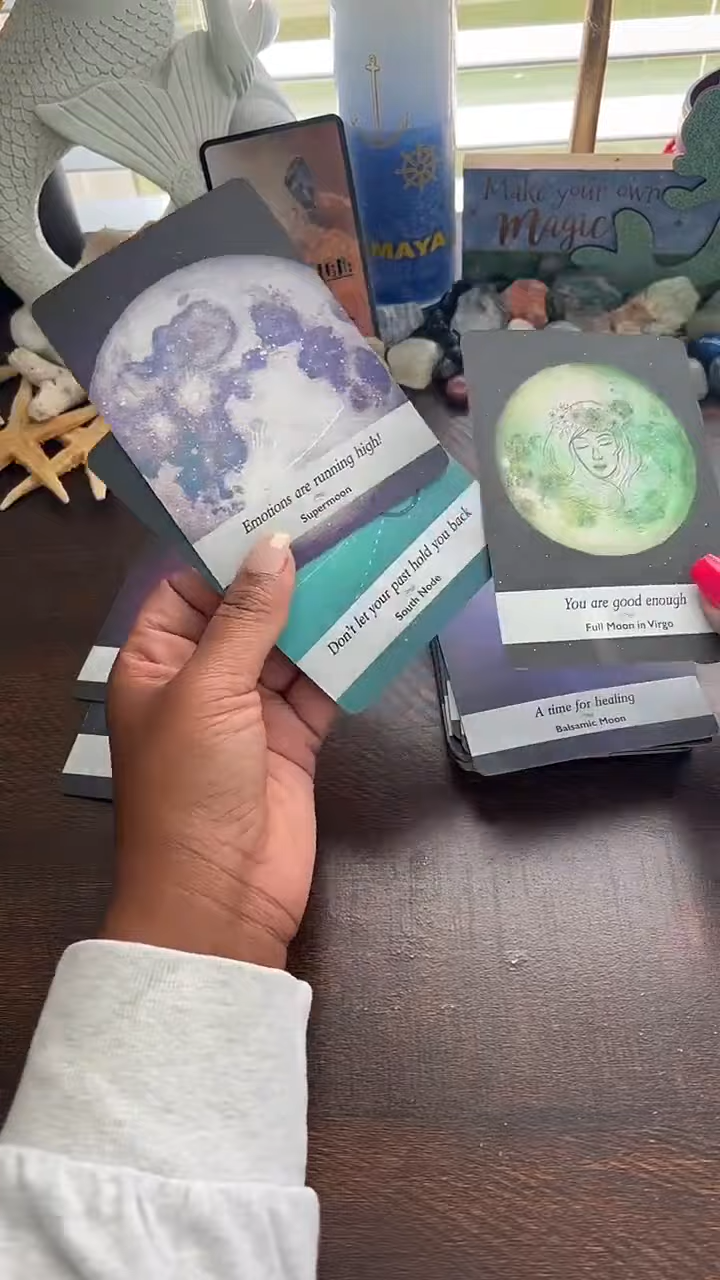 Make your own
Magic
MAYA
Emotions are running high!
Supermoon
Don't let your past hold you back
South Node
You are good enough
Full Moon in Virgo
A time for healing
Balsamic Moon